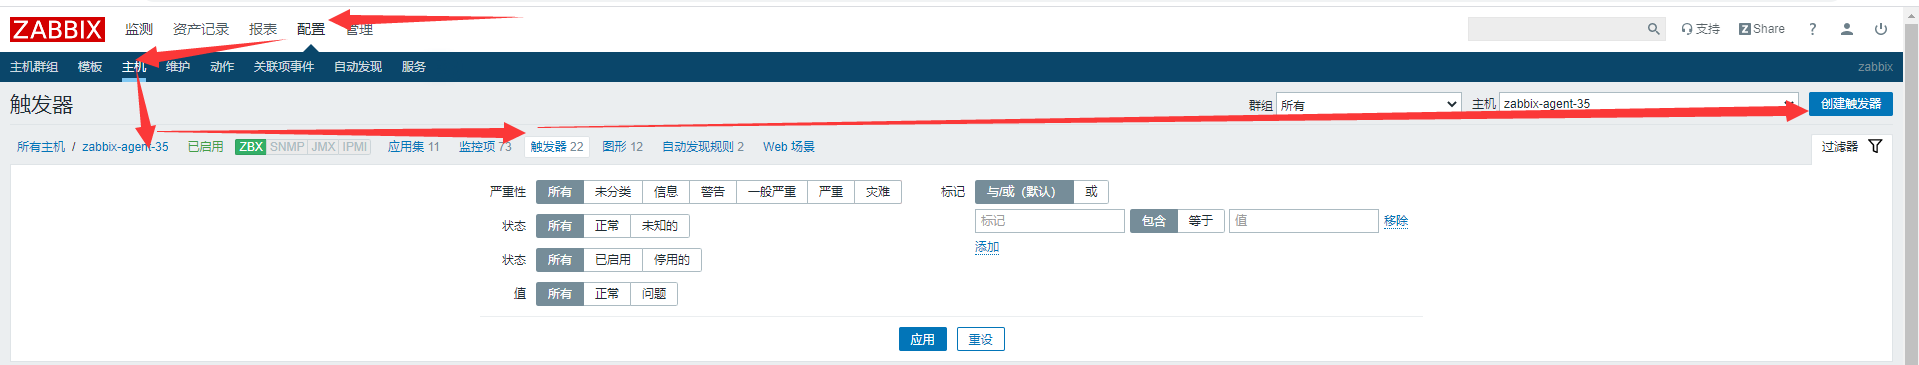 ZABBIX 监测 资产记录 报表 配置 管理 支持 Z Share ?
主机群组 模板 主机 维护 动作 关联项事件 自动发现 服务 zabbix
触发器 群组 所有 主机 zabbix-agent-35 创建触发器
所有主机 / zabbix-agent-35 已启用 ZBX SNMP JMX IPMI 应用集 11 监控项 73 触发器 22 图形 12 自动发现规则 2 Web 场景 过滤器
严重性 所有 未分类 信息 警告 一般严重 严重 灾难 标记 与/或（默认） 或
标记 包含 等于 值 移除
状态 所有 正常 未知的
添加
状态 所有 已启用 停用的
值 所有 正常 问题
应用 重设